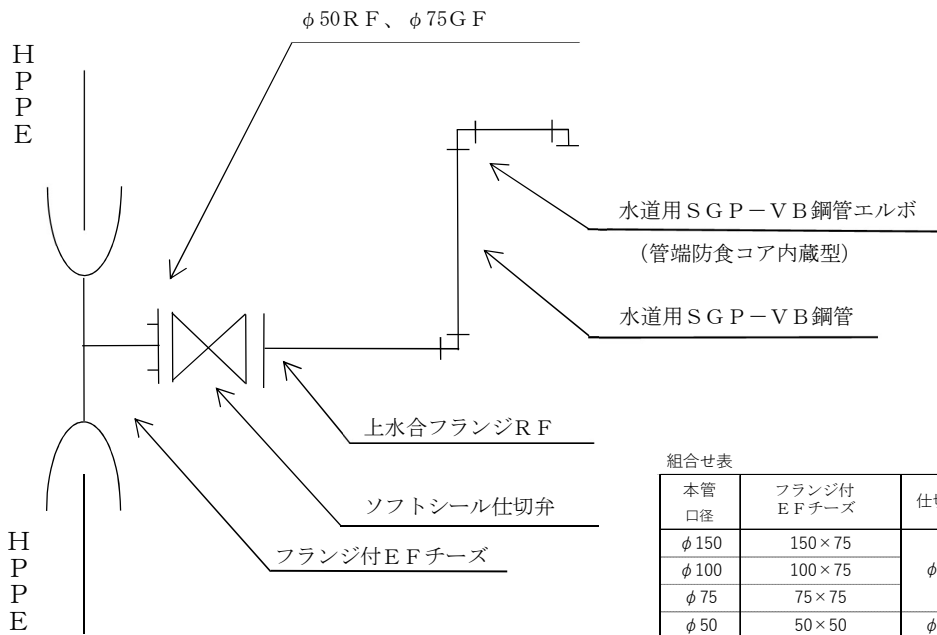 φ50RF、φ75GF
HPPE
水道用SGP－VB鋼管エルボ
(管端防食コア内蔵型)
水道用SGP－VB鋼管
上水合フランジRF
ソフトシール仕切弁
フランジ付EFチーズ
HPPE
組合せ表
本管口径 フランジ付EFチーズ 仕切
φ150 150×75
φ100 100×75 φ
φ75 75×75
φ50 50×50 φ